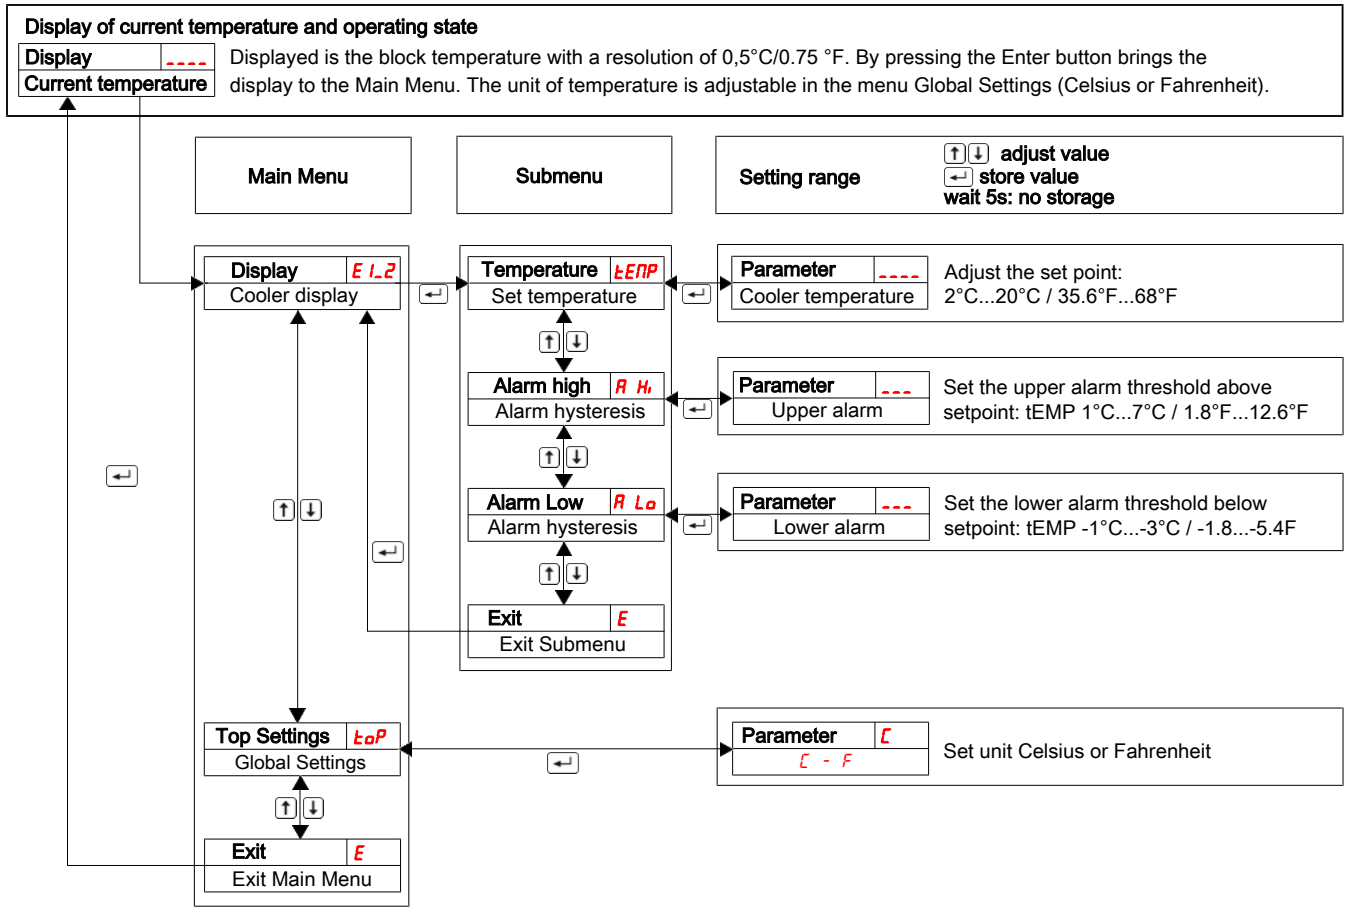 Display of current temperature and operating state
Display ----
Current temperature
Displayed is the block temperature with a resolution of 0,5°C/0.75 °F. By pressing the Enter button brings the
display to the Main Menu. The unit of temperature is adjustable in the menu Global Settings (Celsius or Fahrenheit).
Main Menu
Submenu
Setting range
↑ ↓ adjust value
↵ store value
wait 5s: no storage
Display E1_2
Cooler display
↵
Temperature tEMP
Set temperature
↵
Parameter ----
Cooler temperature
Adjust the set point:
2°C...20°C / 35.6°F...68°F
↑ ↓
Alarm high A Hi
Alarm hysteresis
↵
Parameter ---
Upper alarm
Set the upper alarm threshold above
setpoint: tEMP 1°C...7°C / 1.8°F...12.6°F
↑ ↓
↵
↑ ↓
Alarm Low A Lo
Alarm hysteresis
↵
Parameter ---
Lower alarm
Set the lower alarm threshold below
setpoint: tEMP -1°C...-3°C / -1.8...-5.4F
↵
↑ ↓
Exit E
Exit Submenu
Top Settings toP
Global Settings
↵
Parameter C
C - F
Set unit Celsius or Fahrenheit
↑ ↓
Exit E
Exit Main Menu